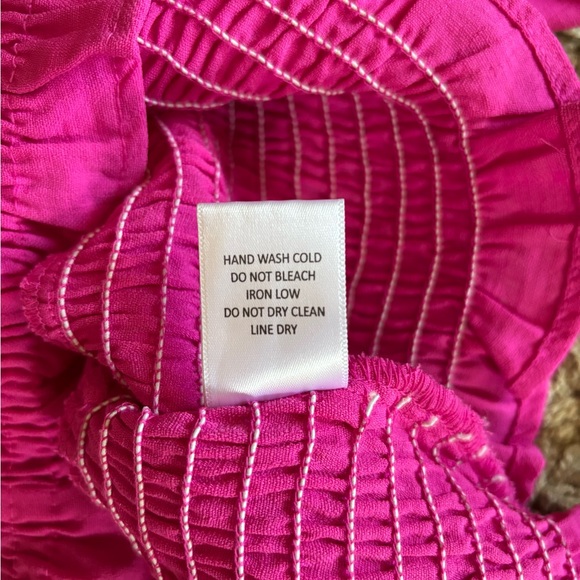 HAND WASH COLD
DO NOT BLEACH
IRON LOW
DO NOT DRY CLEAN
LINE DRY